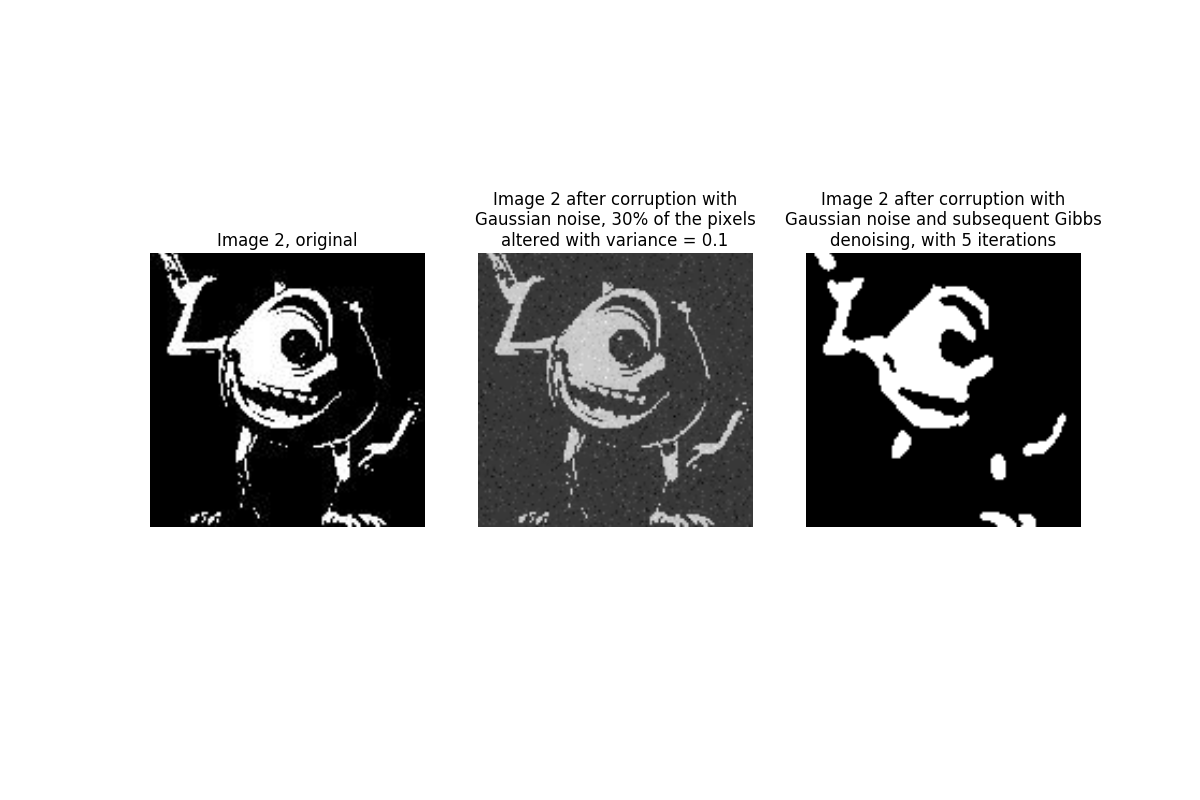 Image 2, original
Image 2 after corruption with
Gaussian noise, 30% of the pixels
altered with variance = 0.1
Image 2 after corruption with
Gaussian noise and subsequent Gibbs
denoising, with 5 iterations